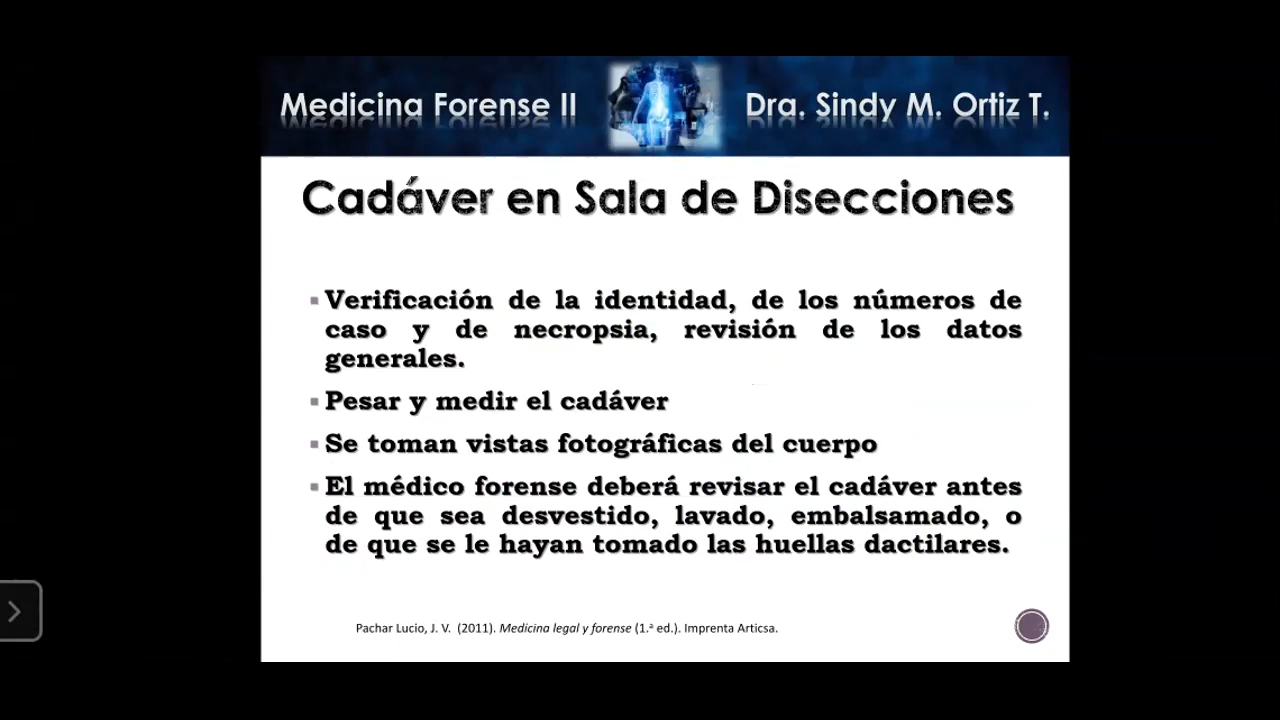 Medicina Forense II
Dra. Sindy M. Ortiz T.
Cadáver en Sala de Disecciones
Verificación de la identidad, de los números de
caso y de necropsia, revisión de los datos
generales.
Pesar y medir el cadáver
Se toman vistas fotográficas del cuerpo
El médico forense deberá revisar el cadáver antes
de que sea desvestido, lavado, embalsamado, o
de que se le hayan tomado las huellas dactilares.
Pachar Lucio, J. V. (2011). Medicina legal y forense (1.ª ed.). Imprenta Articsa.